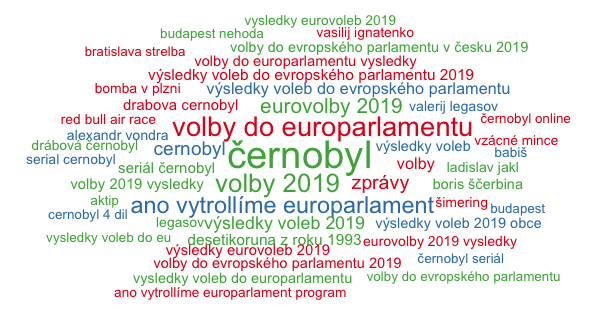 vysledky eurovoleb 2019
budapest nehoda vasilij ignatenko
bratislava strelba volby do evropského parlamentu v česku 2019
volby do europarlamentu vysledky
výsledky voleb do evropského parlamentu 2019
bomba v plzni výsledky voleb do evropského parlamentu
drabova cernobyl eurovolby 2019 valerij legasov
red bull air race volby do europarlamentu černobyl online
alexandr vondra vzácné mince
drábová černobyl cernobyl černobyl výsledky voleb babiš
serial cernobyl seriál černobyl volby ladislav jakl
volby 2019 vysledky volby 2019 zprávy boris ščerbina
aktip ano vytrollíme europarlament šimering budapest
cernobyl 4 dil legasov výsledky voleb 2019 výsledky voleb 2019 obce
vysledky voleb do eu desetikoruna z roku 1993 eurovolby 2019 vysledky
výsledky eurovoleb 2019 černobyl seriál
volby do evropského parlamentu 2019
vysledky voleb do europarlamentu volby do evropského parlamentu
ano vytrollíme europarlament program